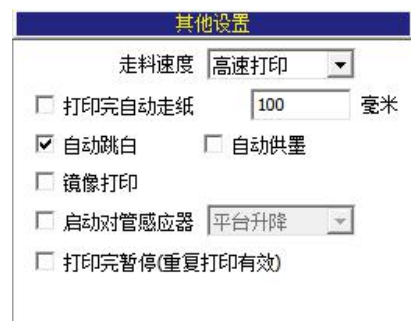 其他设置
走料速度 高速打印
打印完自动走纸 100 毫米
自动跳白 自动供墨
镜像打印
启动对管感应器 平台升降
打印完暂停(重复打印有效)